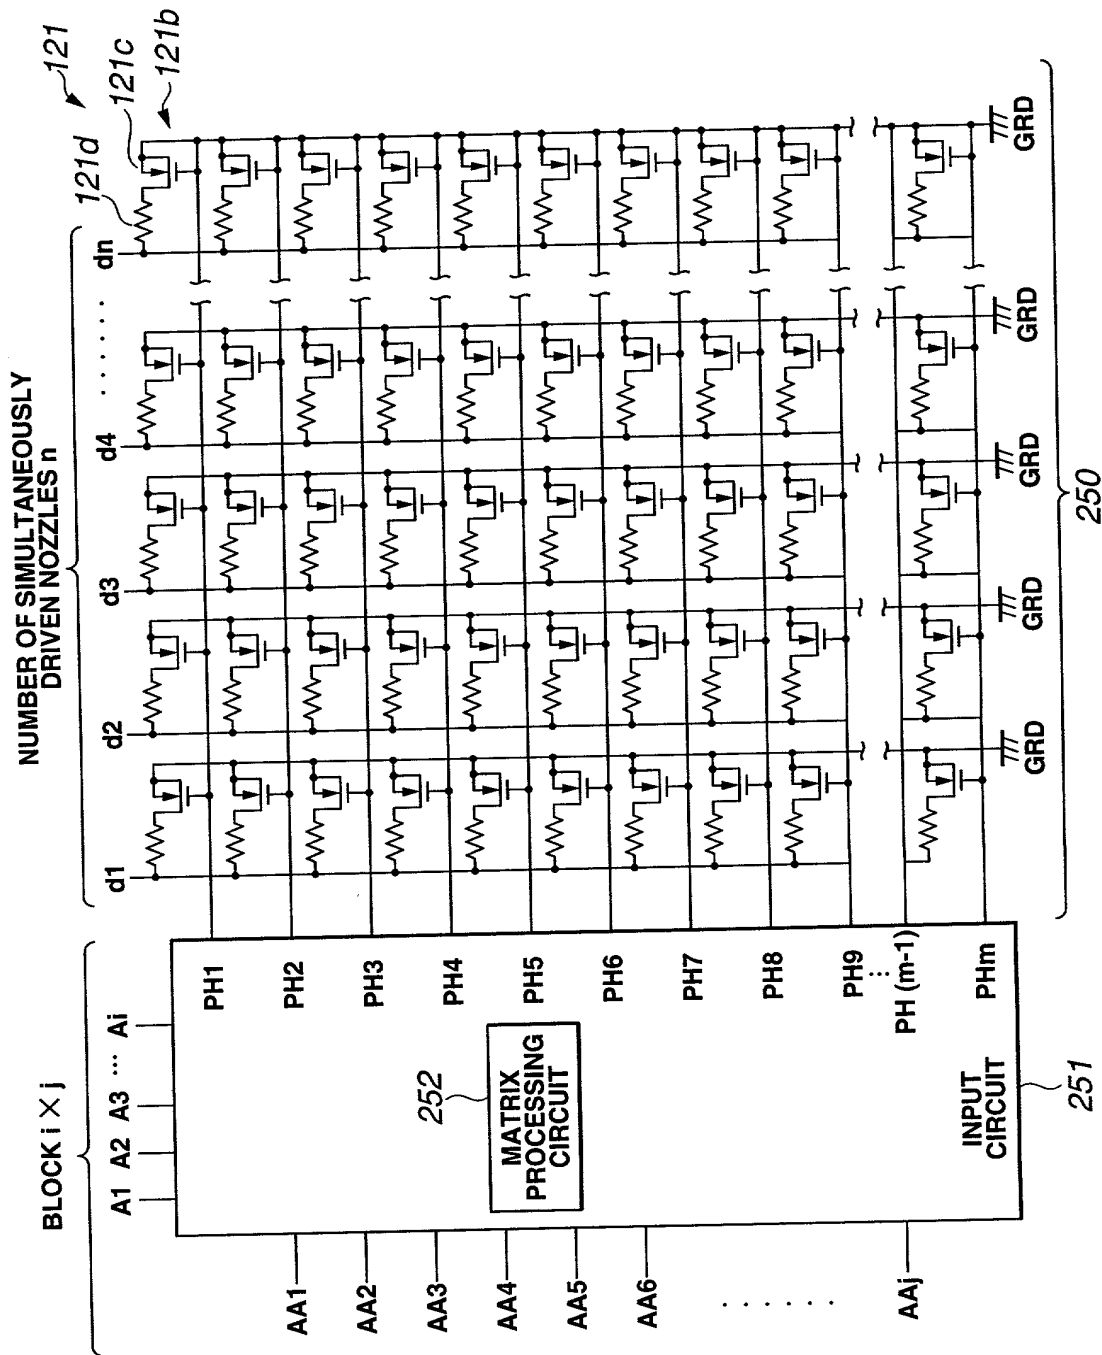 BLOCK i × j
A1 A2 A3 ... Ai
AA1
AA2
AA3
AA4
AA5
AA6
.......
AAj
252
MATRIX
PROCESSING
CIRCUIT
INPUT
CIRCUIT
251
PH1
PH2
PH3
PH4
PH5
PH6
PH7
PH8
PH9
...
PH (m-1)
PHm
NUMBER OF SIMULTANEOUSLY
DRIVEN NOZZLES n
d1 d2 d3 d4 ...... dn
121d
121c
121b
121
GRD GRD GRD GRD GRD
250